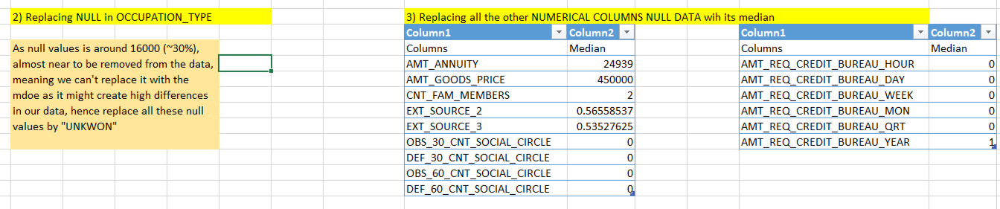 2) Replacing NULL in OCCUPATION_TYPE
As null values is around 16000 (~30%),
almost near to be removed from the data,
meaning we can't replace it with the
mdoe as it might create high differences
in our data, hence replace all these null
values by "UNKWON"
3) Replacing all the other NUMERICAL COLUMNS NULL DATA wih its median
Column1 Column2
Columns Median
AMT_ANNUITY 24939
AMT_GOODS_PRICE 450000
CNT_FAM_MEMBERS 2
EXT_SOURCE_2 0.56558537
EXT_SOURCE_3 0.53527625
OBS_30_CNT_SOCIAL_CIRCLE 0
DEF_30_CNT_SOCIAL_CIRCLE 0
OBS_60_CNT_SOCIAL_CIRCLE 0
DEF_60_CNT_SOCIAL_CIRCLE 0
Column1 Column2
Columns Median
AMT_REQ_CREDIT_BUREAU_HOUR 0
AMT_REQ_CREDIT_BUREAU_DAY 0
AMT_REQ_CREDIT_BUREAU_WEEK 0
AMT_REQ_CREDIT_BUREAU_MON 0
AMT_REQ_CREDIT_BUREAU_QRT 0
AMT_REQ_CREDIT_BUREAU_YEAR 1